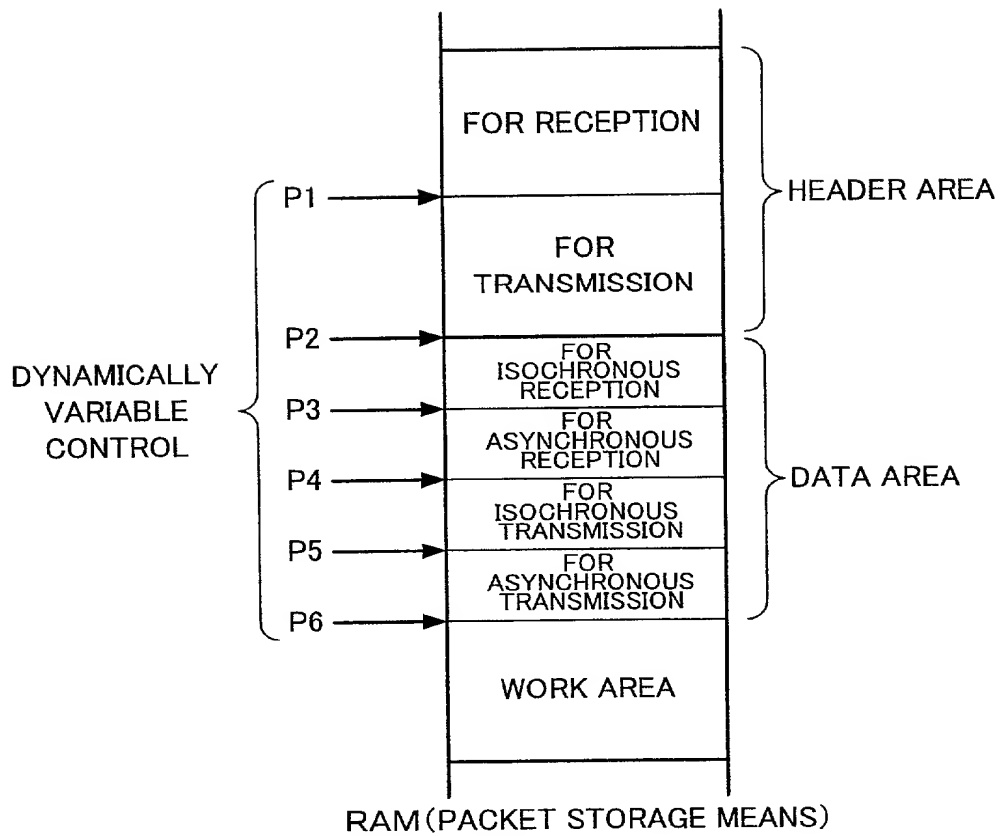 FOR RECEPTION
HEADER AREA
P1
FOR
TRANSMISSION
P2
FOR
ISOCHRONOUS
RECEPTION
DYNAMICALLY
VARIABLE
CONTROL
P3
FOR
ASYNCHRONOUS
RECEPTION
P4
DATA AREA
FOR
ISOCHRONOUS
TRANSMISSION
P5
FOR
ASYNCHRONOUS
TRANSMISSION
P6
WORK AREA
RAM(PACKET STORAGE MEANS)